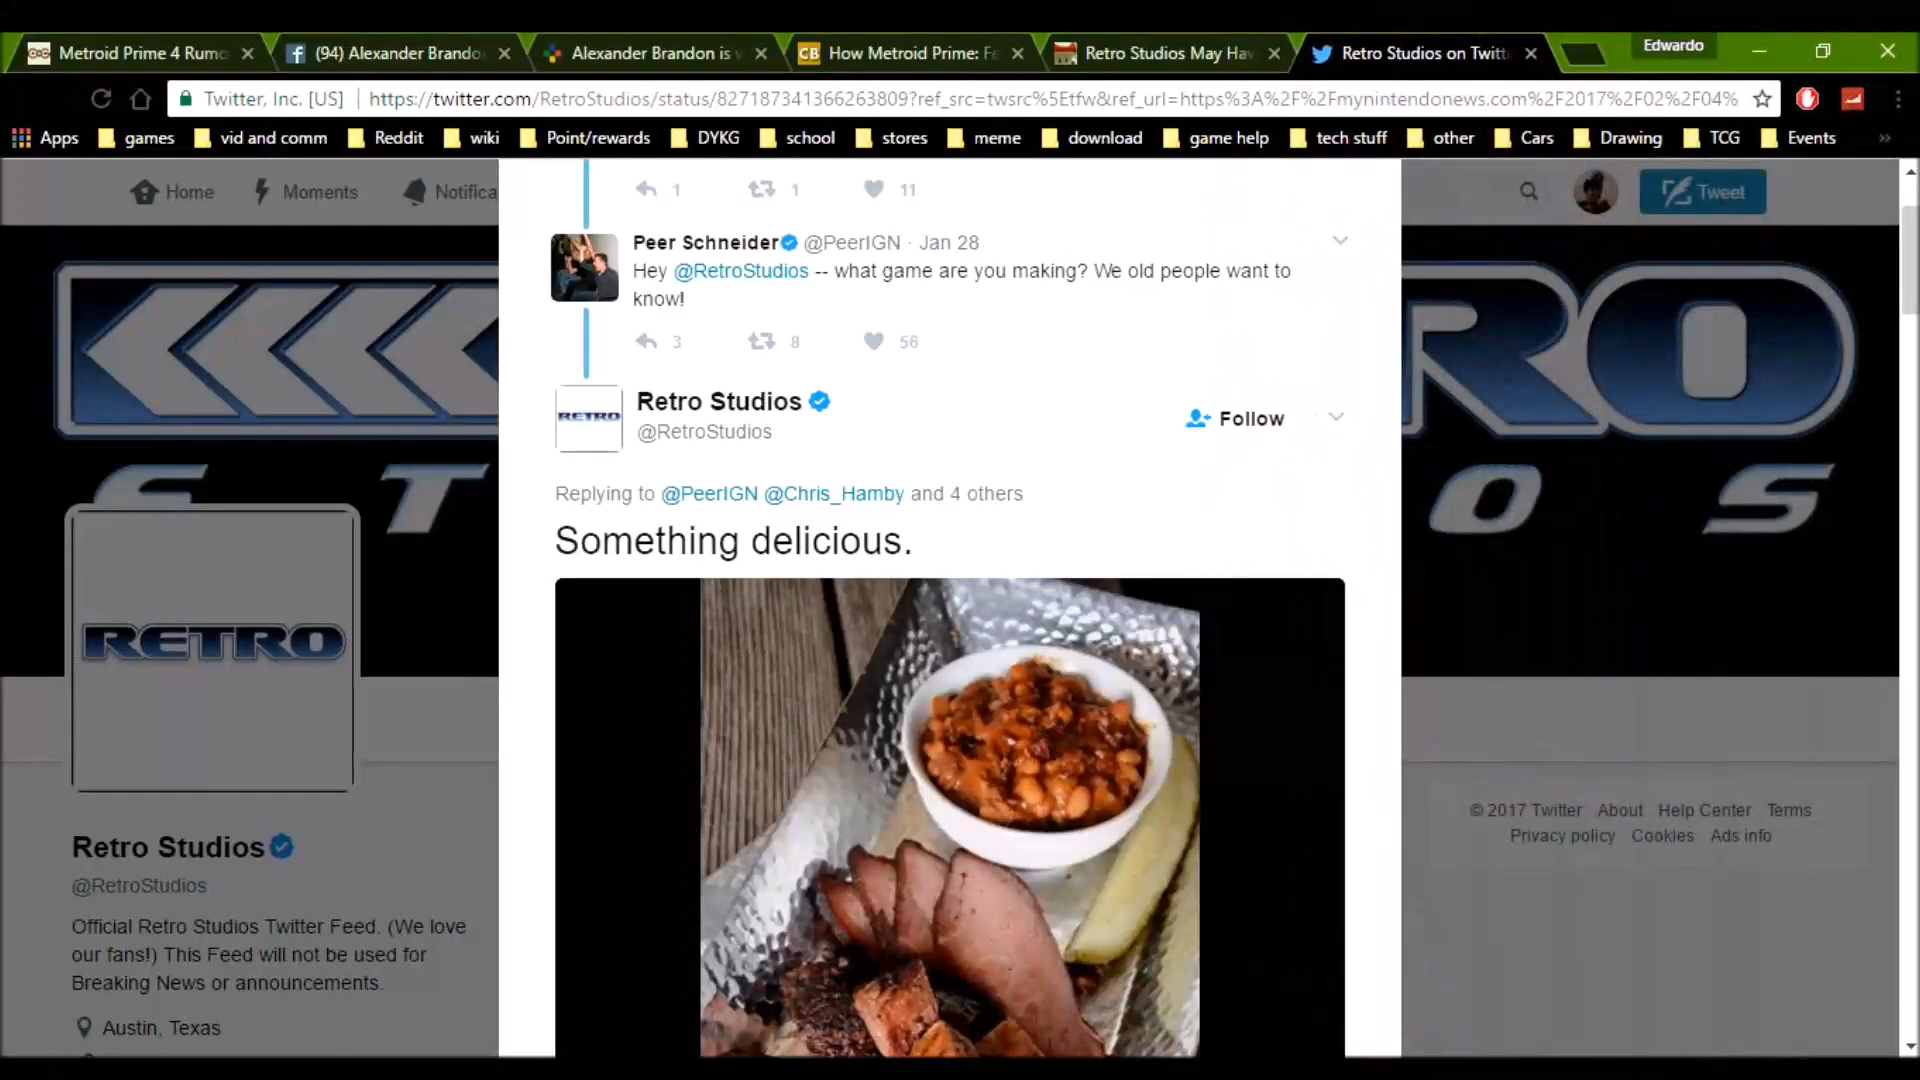 Metroid Prime 4 Rumo
(94) Alexander Brando
Alexander Brandon is
CB
How Metroid Prime: Fe
Retro Studios May Hav
Retro Studios on Twitte
Edwardo
Twitter, Inc. [US]
https://twitter.com/RetroStudios/status/827187341366263809?ref_src=twsrc%5Etfw&ref_url=https%3A%2F%2Fmynintendonews.com%2F2017%2F02%2F04%
Apps
games
vid and comm
Reddit
wiki
Point/rewards
DYKG
school
stores
meme
download
game help
tech stuff
other
Cars
Drawing
TCG
Events
Home
Moments
Notifica
Tweet
1
1
11
Peer Schneider @PeerIGN · Jan 28
Hey @RetroStudios -- what game are you making? We old people want to
know!
3
8
56
RETRO
Retro Studios
@RetroStudios
Follow
Replying to @PeerIGN @Chris_Hamby and 4 others
Something delicious.
RO
T
O S
RETRO
Retro Studios
@RetroStudios
Official Retro Studios Twitter Feed. (We love
our fans!) This Feed will not be used for
Breaking News or announcements.
Austin, Texas
© 2017 Twitter About Help Center Terms
Privacy policy Cookies Ads info